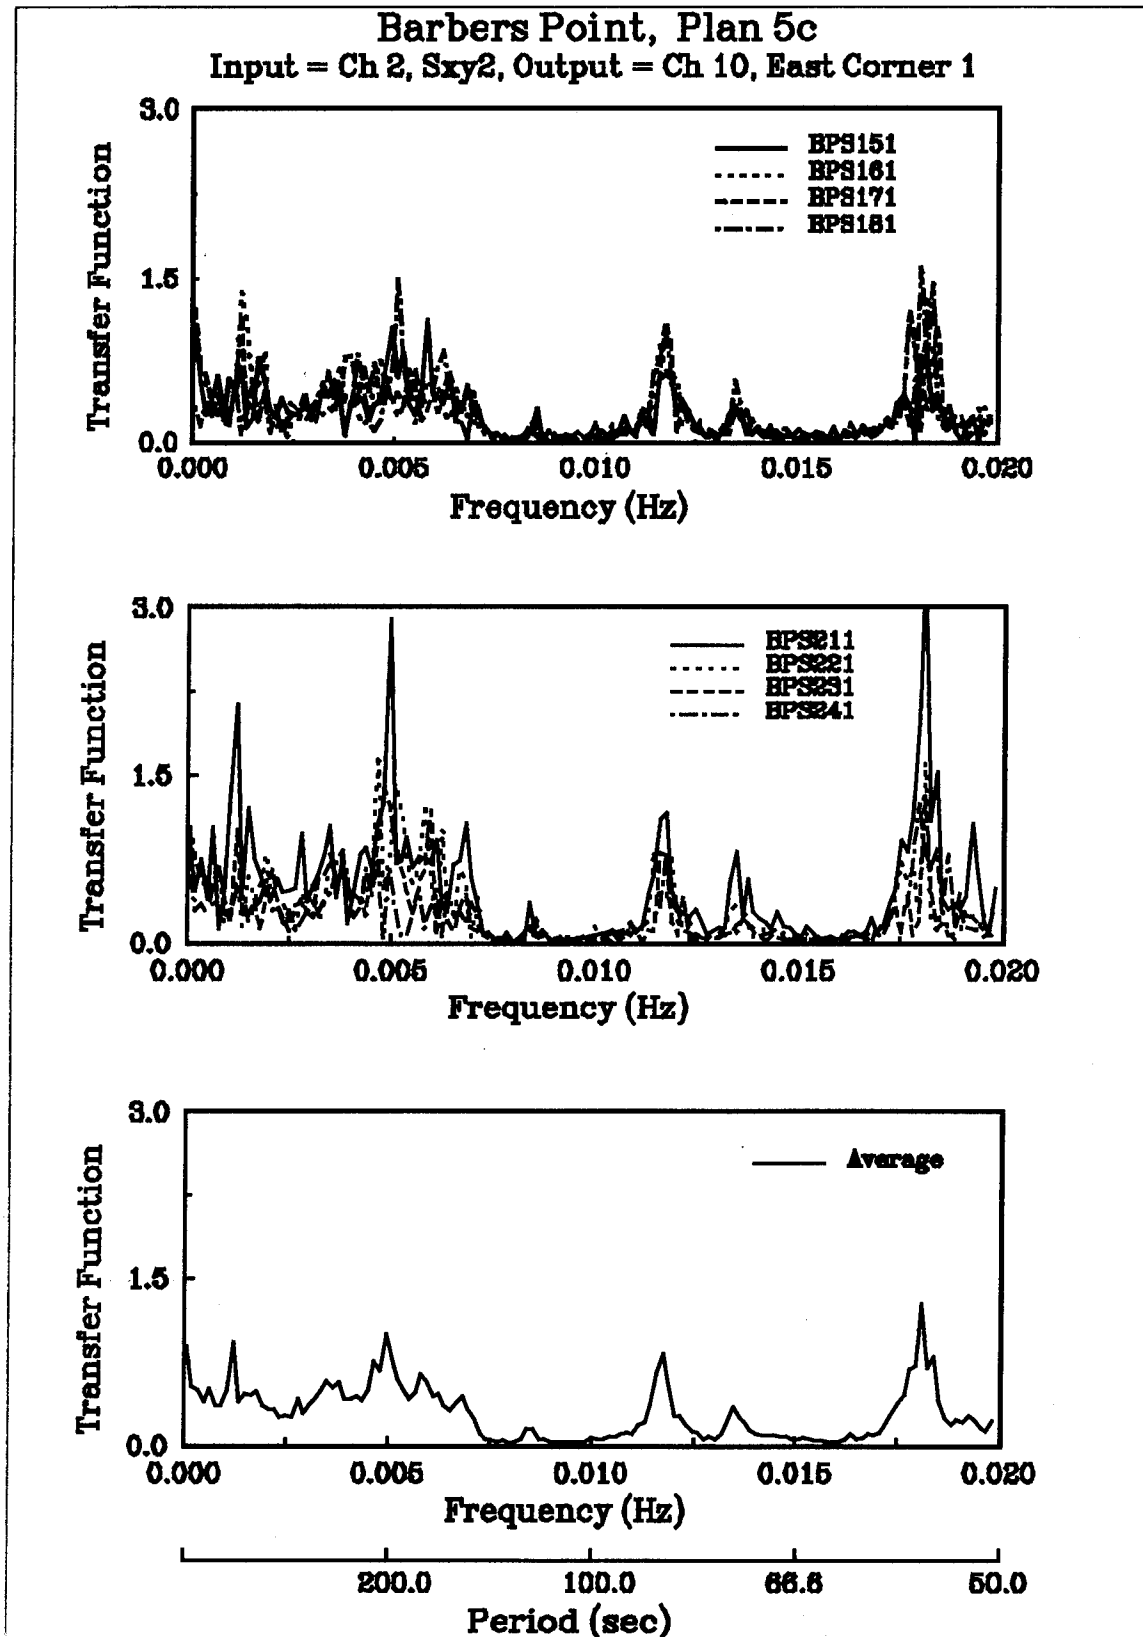 Barbers Point, Plan 5c
Input = Ch 2, Sxy2, Output = Ch 10, East Corner 1
3.0
1.5
0.0
Transfer Function
BPS151
BPS161
BPS171
BPS181
0.000 0.005 0.010 0.015 0.020
Frequency (Hz)
3.0
1.5
0.0
Transfer Function
BPS211
BPS221
BPS231
BPS241
0.000 0.005 0.010 0.015 0.020
Frequency (Hz)
3.0
1.5
0.0
Transfer Function
Average
0.000 0.005 0.010 0.015 0.020
Frequency (Hz)
200.0 100.0 66.6 50.0
Period (sec)